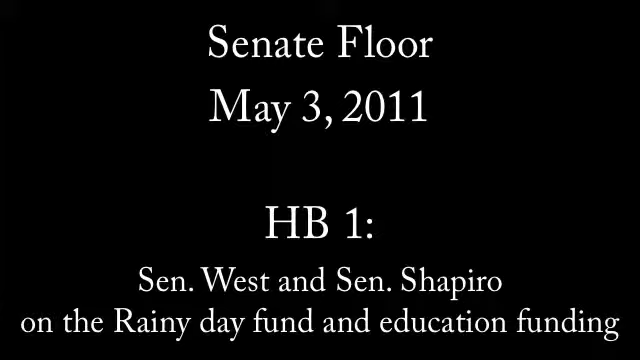 Senate Floor
May 3, 2011
HB 1:
Sen. West and Sen. Shapiro
on the Rainy day fund and education funding